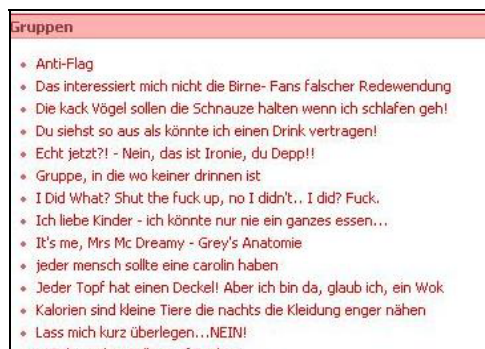 Gruppen
Anti-Flag
Das interessiert mich nicht die Birne- Fans falscher Redewendung
Die kack Vögel sollen die Schnauze halten wenn ich schlafen geh!
Du siehst so aus als könnte ich einen Drink vertragen!
Echt jetzt?! - Nein, das ist Ironie, du Depp!!
Gruppe, in die wo keiner drinnen ist
I Did What? Shut the fuck up, no I didn't.. I did? Fuck.
Ich liebe Kinder - ich könnte nur nie ein ganzes essen...
It's me, Mrs Mc Dreamy - Grey's Anatomie
jeder mensch sollte eine carolin haben
Jeder Topf hat einen Deckel! Aber ich bin da, glaub ich, ein Wok
Kalorien sind kleine Tiere die nachts die Kleidung enger nähen
Lass mich kurz überlegen...NEIN!